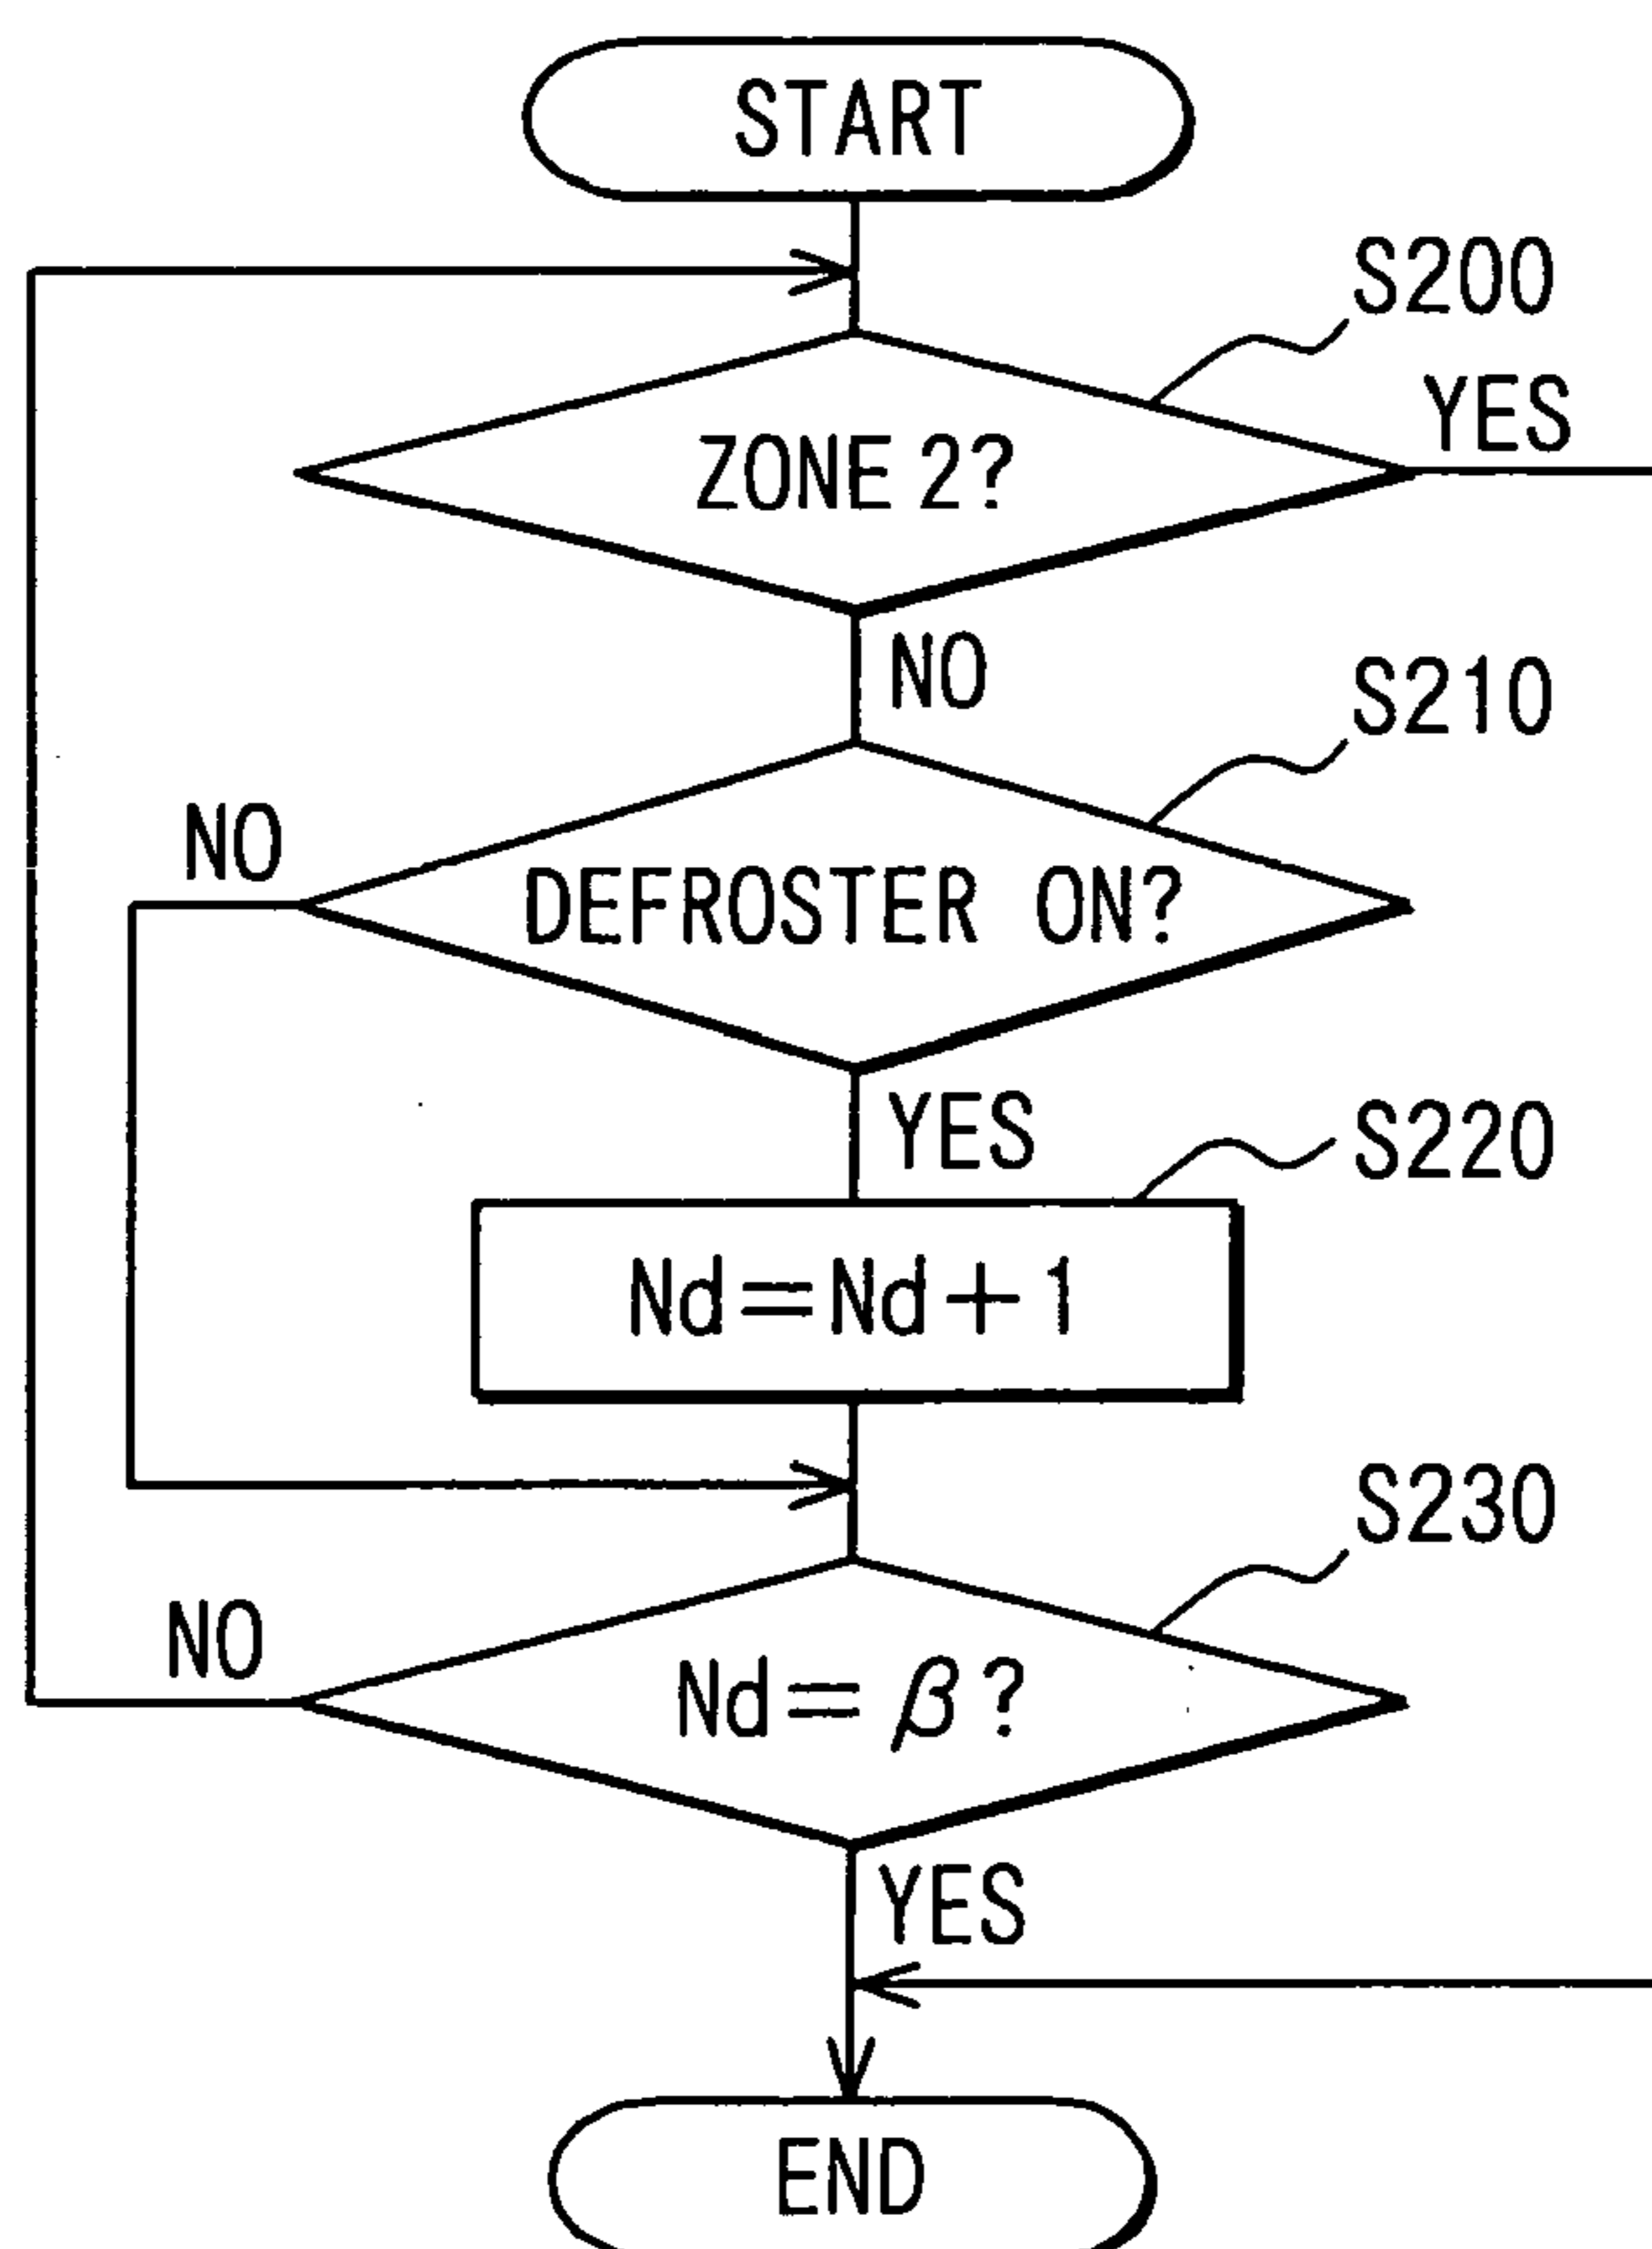 START
S200
YES
ZONE 2?
NO
S210
NO
DEFROSTER ON?
YES
S220
Nd=Nd+1
S230
NO
Nd=β?
YES
END